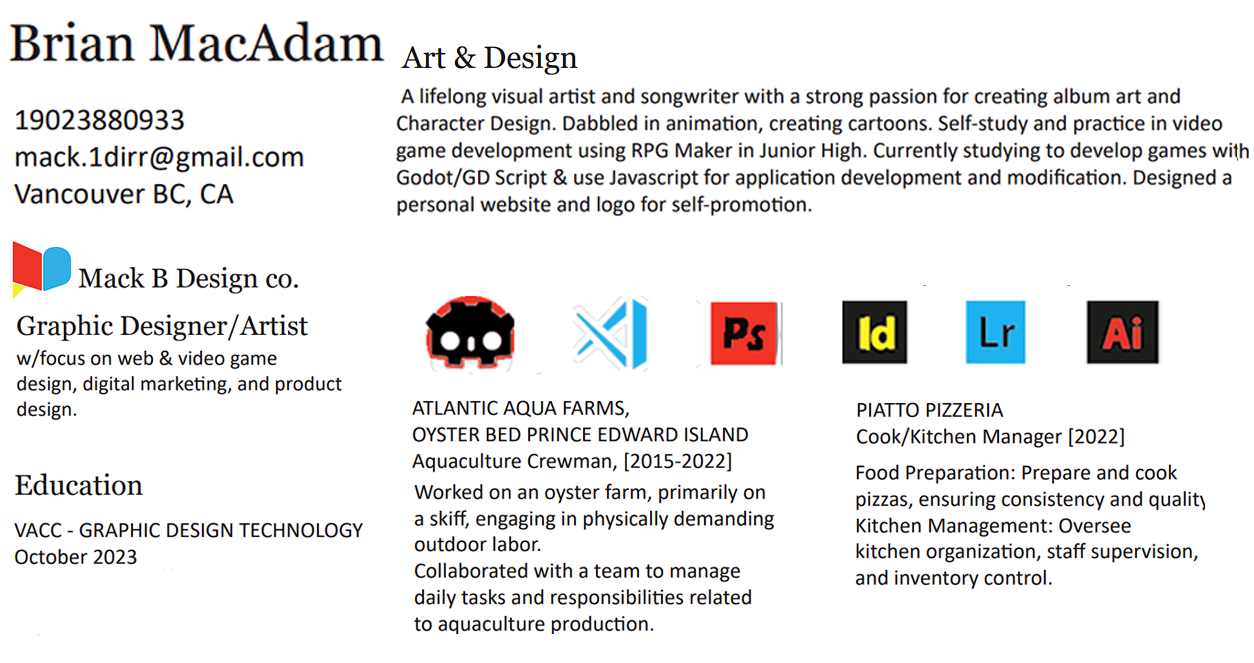 Brian MacAdam
19023880933
mack.1dirr@gmail.com
Vancouver BC, CA
Mack B Design co.
Graphic Designer/Artist
w/focus on web & video game
design, digital marketing, and product
design.
Education
VACC - GRAPHIC DESIGN TECHNOLOGY
October 2023
Art & Design
A lifelong visual artist and songwriter with a strong passion for creating album art and
Character Design. Dabbled in animation, creating cartoons. Self-study and practice in video
game development using RPG Maker in Junior High. Currently studying to develop games with
Godot/GD Script & use Javascript for application development and modification. Designed a
personal website and logo for self-promotion.
Ps Id Lr Ai
ATLANTIC AQUA FARMS,
OYSTER BED PRINCE EDWARD ISLAND
Aquaculture Crewman, [2015-2022]
Worked on an oyster farm, primarily on
a skiff, engaging in physically demanding
outdoor labor.
Collaborated with a team to manage
daily tasks and responsibilities related
to aquaculture production.
PIATTO PIZZERIA
Cook/Kitchen Manager [2022]
Food Preparation: Prepare and cook
pizzas, ensuring consistency and quality
Kitchen Management: Oversee
kitchen organization, staff supervision,
and inventory control.